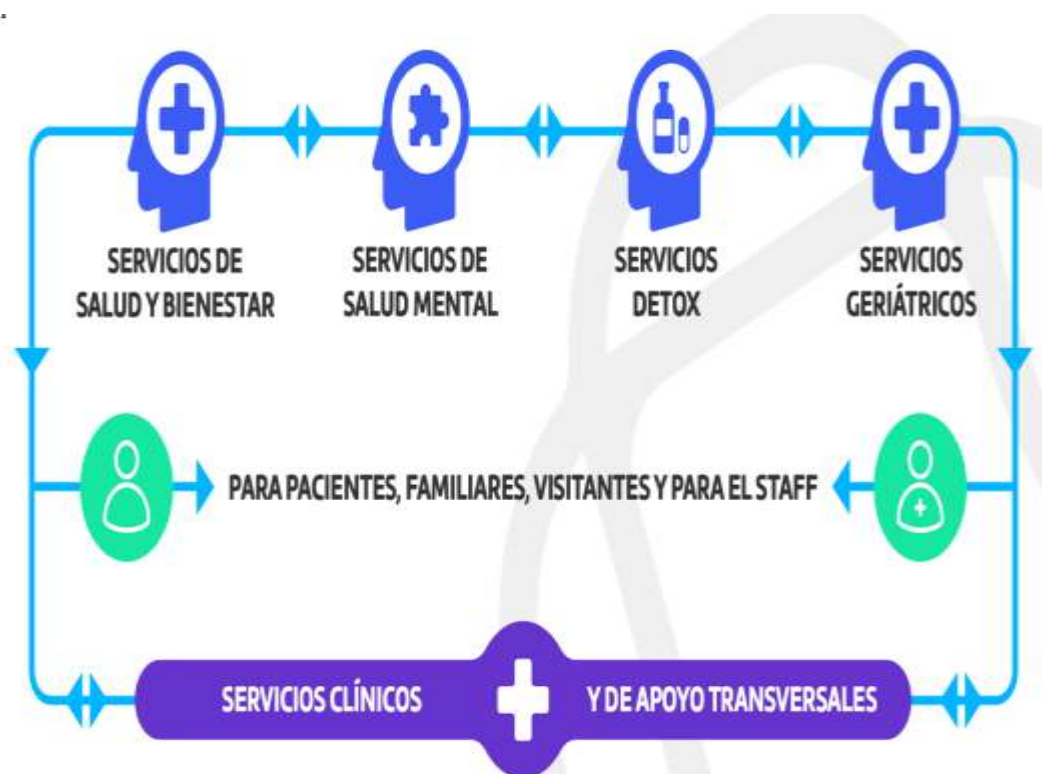 SERVICIOS DE
SALUD Y BIENESTAR
SERVICIOS DE
SALUD MENTAL
SERVICIOS
DETOX
SERVICIOS
GERIÁTRICOS
PARA PACIENTES, FAMILIARES, VISITANTES Y PARA EL STAFF
SERVICIOS CLÍNICOS
Y DE APOYO TRANSVERSALES